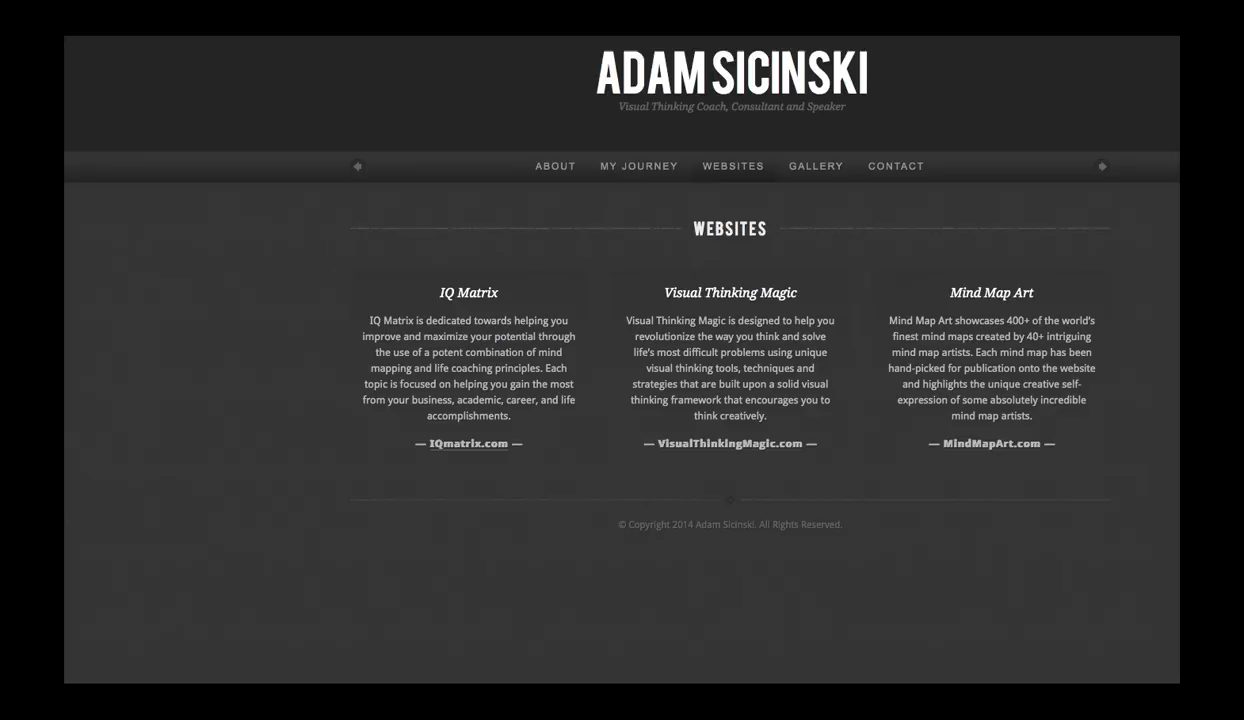 ADAM SICINSKI
Visual Thinking Coach, Consultant and Speaker
ABOUT MY JOURNEY WEBSITES GALLERY CONTACT
WEBSITES
IQ Matrix
IQ Matrix is dedicated towards helping you
improve and maximize your potential through
the use of a potent combination of mind
mapping and life coaching principles. Each
topic is focused on helping you gain the most
from your business, academic, career, and life
accomplishments.
— IQmatrix.com —
Visual Thinking Magic
Visual Thinking Magic is designed to help you
revolutionize the way you think and solve
life's most difficult problems using unique
visual thinking tools, techniques and
strategies that are built upon a solid visual
thinking framework that encourages you to
think creatively.
— VisualThinkingMagic.com —
Mind Map Art
Mind Map Art showcases 400+ of the world's
finest mind maps created by 40+ intriguing
mind map artists. Each mind map has been
hand-picked for publication onto the website
and highlights the unique creative self-
expression of some absolutely incredible
mind map artists.
— MindMapArt.com —
© Copyright 2014 Adam Sicinski. All Rights Reserved.